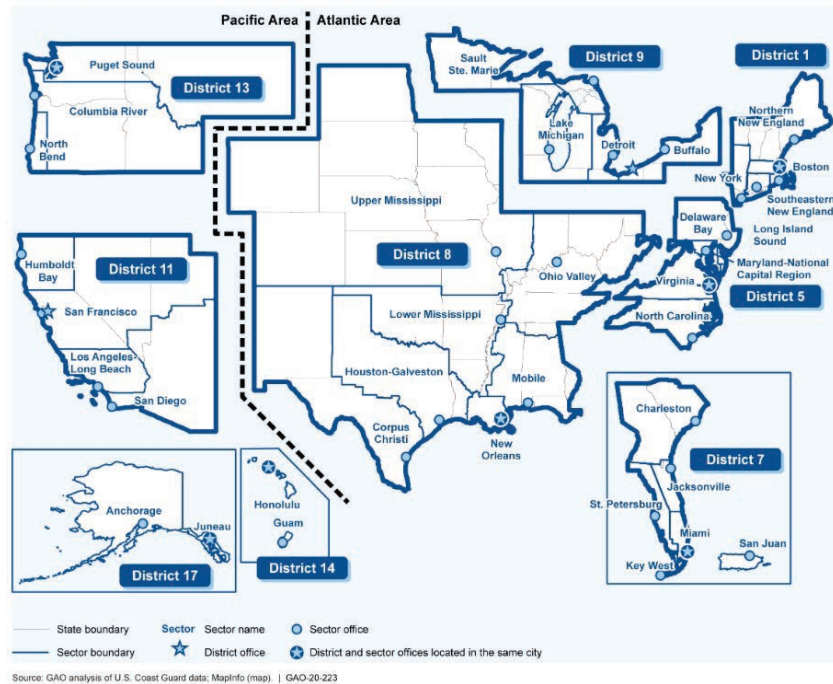 Pacific Area
Atlantic Area
Puget Sound
District 13
Columbia River
North
Bend
Sault
Ste. Marie
District 9
Lake
Michigan
Detroit
Buffalo
District 1
Northern
New England
Boston
New York
Southeastern
New England
Long Island
Sound
Delaware
Bay
Maryland-National
Capital Region
Virginia
District 5
North Carolina
Upper Mississippi
District 8
Ohio Valley
Lower Mississippi
Houston-Galveston
Mobile
Corpus
Christi
New
Orleans
Humboldt
Bay
District 11
San Francisco
Los Angeles-
Long Beach
San Diego
Anchorage
Juneau
District 17
Honolulu
Guam
District 14
Charleston
District 7
Jacksonville
St. Petersburg
Miami
San Juan
Key West
State boundary
Sector Sector name
Sector office
Sector boundary
District office
District and sector offices located in the same city
Source: GAO analysis of U.S. Coast Guard data; MapInfo (map). | GAO-20-223